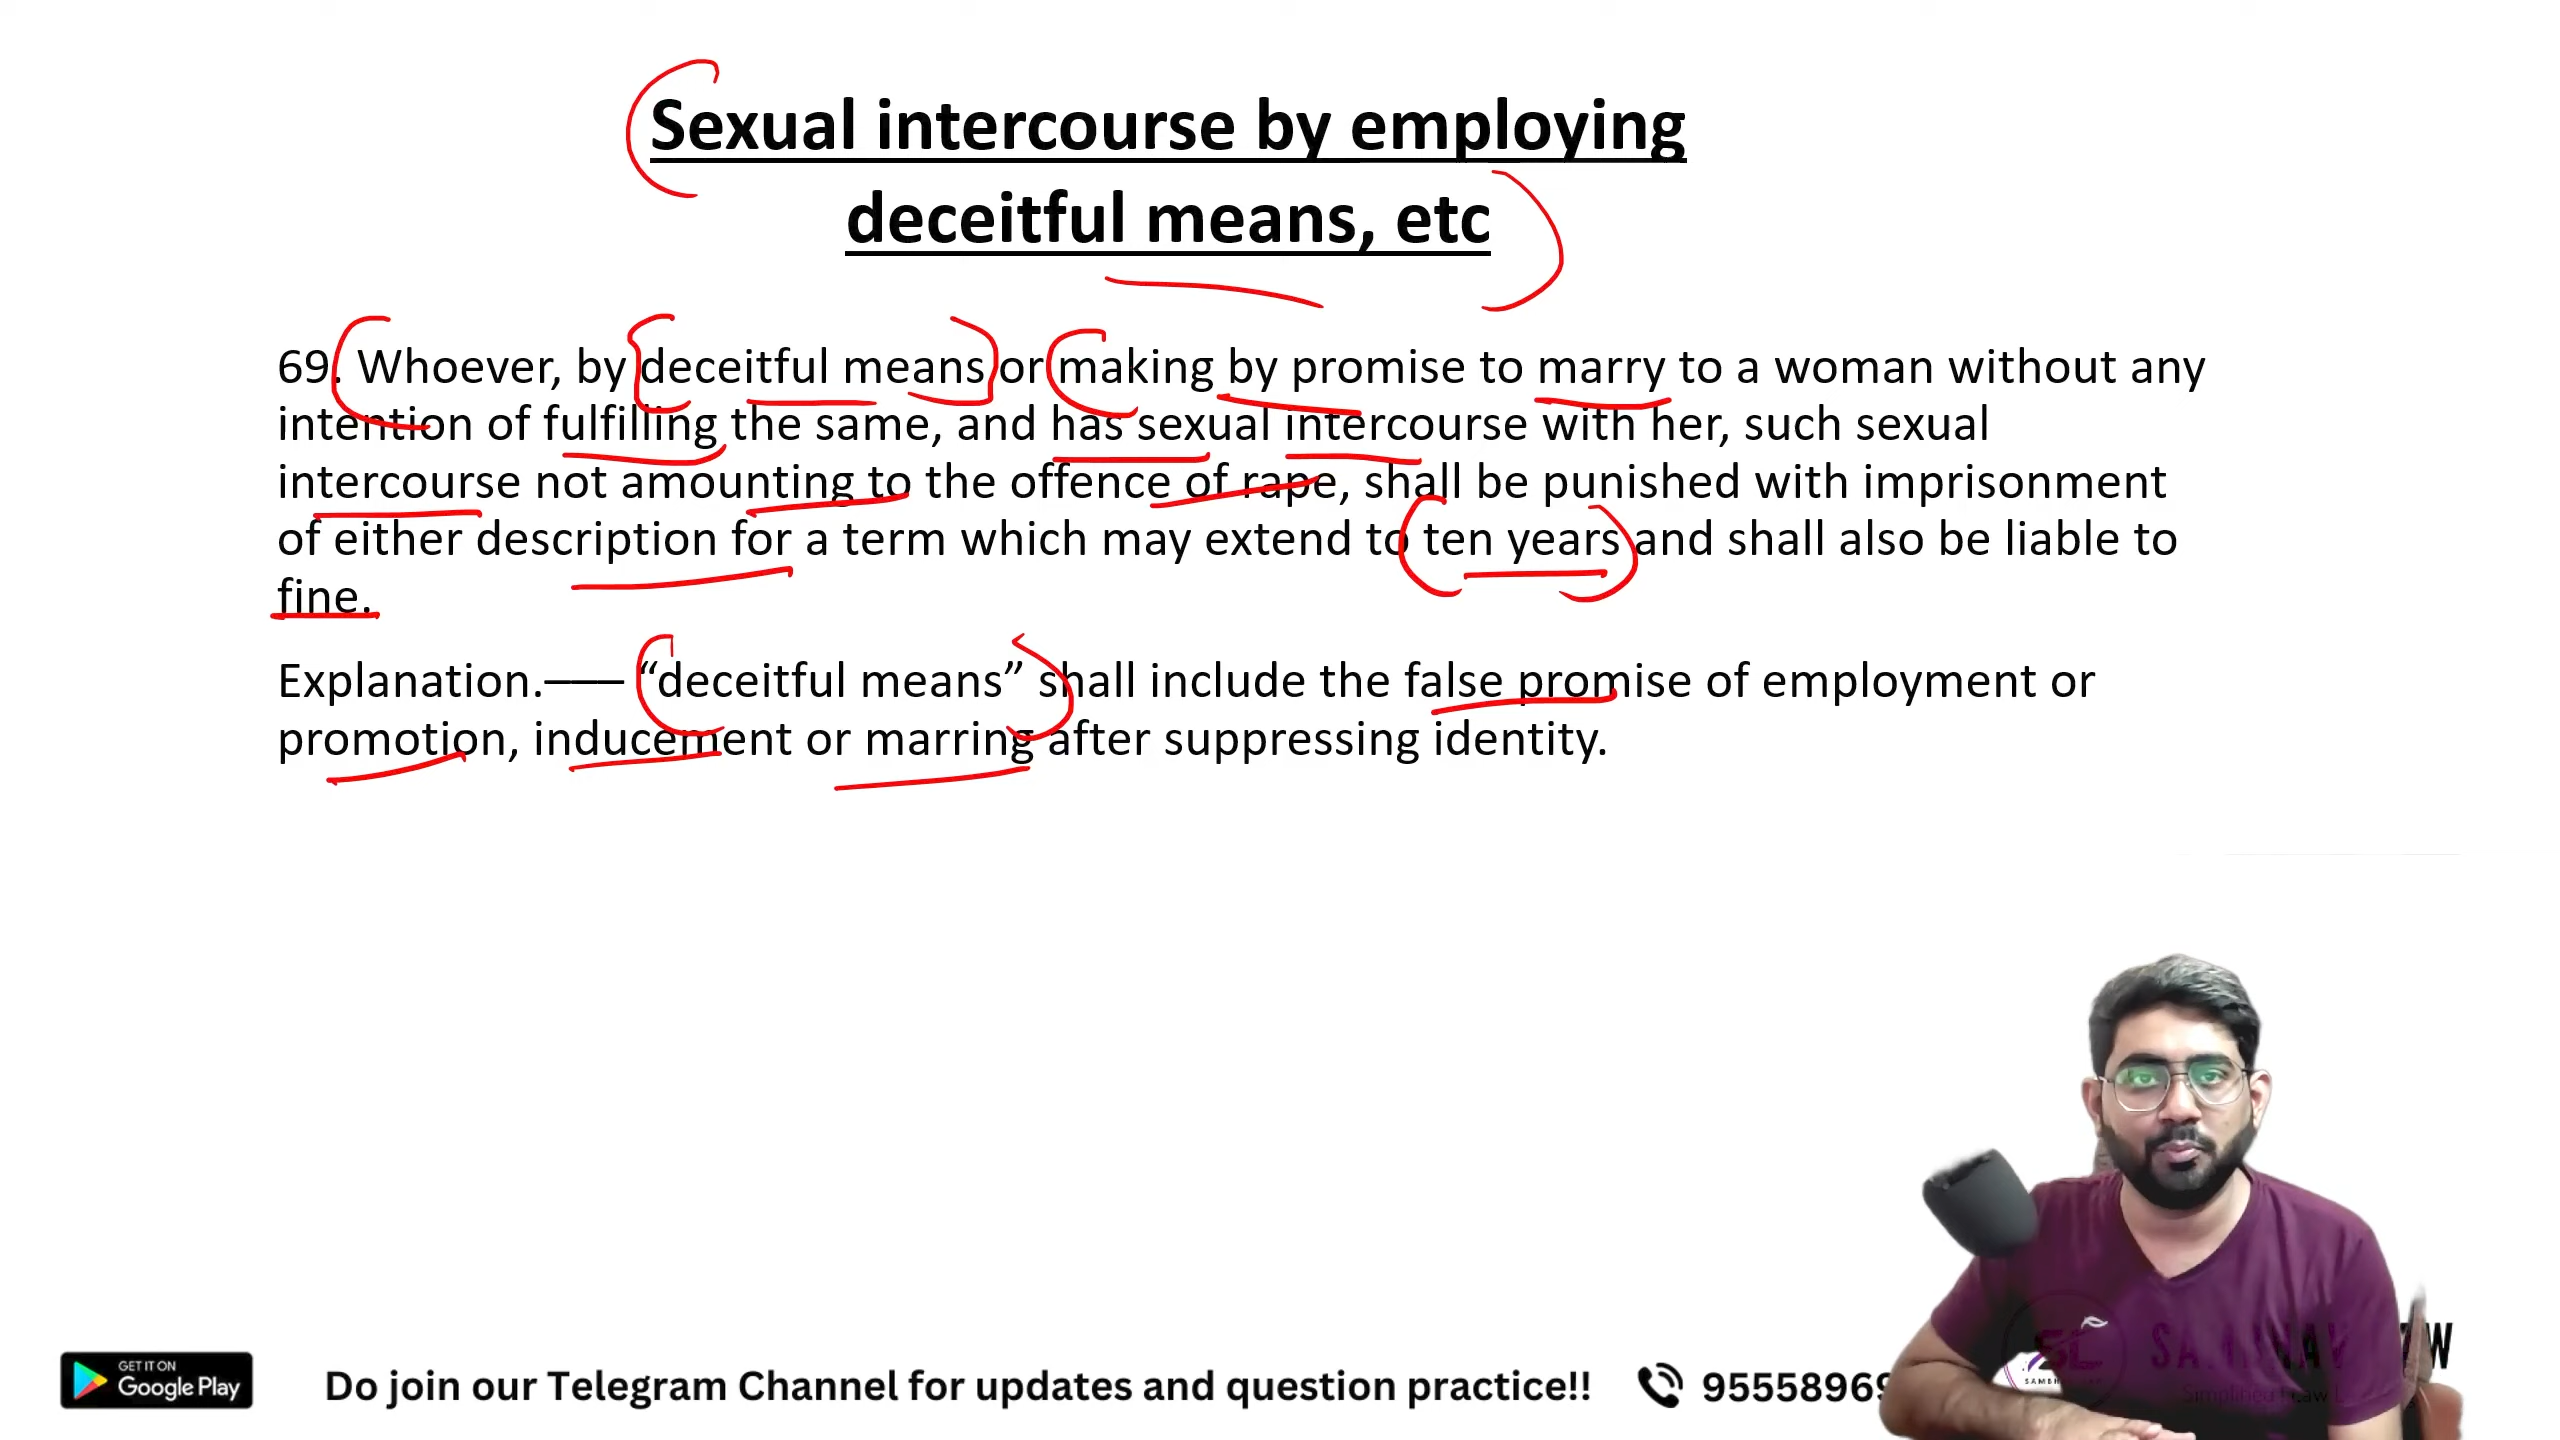 Sexual intercourse by employing
deceitful means, etc
69. Whoever, by deceitful means or making by promise to marry to a woman without any
intention of fulfilling the same, and has sexual intercourse with her, such sexual
intercourse not amounting to the offence of rape, shall be punished with imprisonment
of either description for a term which may extend to ten years and shall also be liable to
fine.
Explanation.—— “deceitful means” shall include the false promise of employment or
promotion, inducement or marring after suppressing identity.
GET IT ON
Google Play
Do join our Telegram Channel for updates and question practice!!